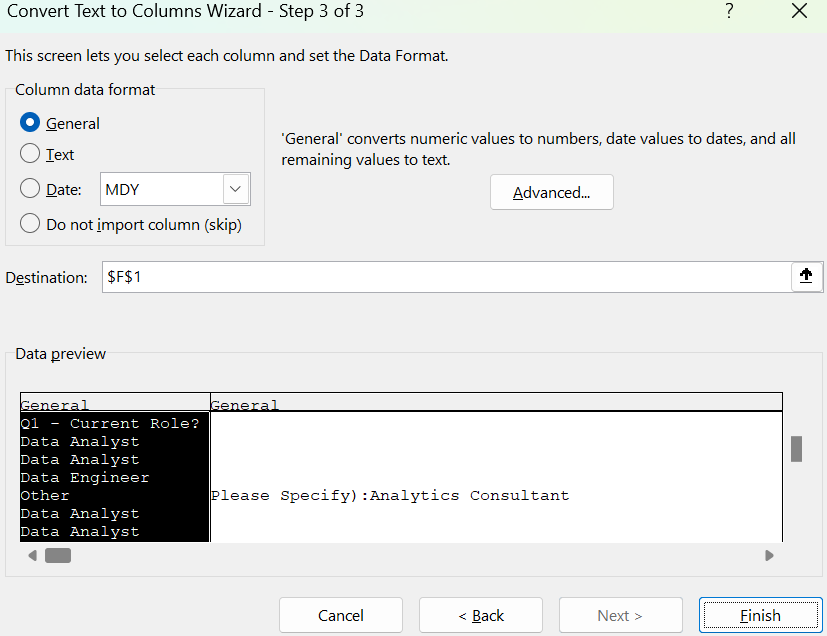 Convert Text to Columns Wizard - Step 3 of 3 ?
This screen lets you select each column and set the Data Format.
Column data format
General
Text
Date: MDY
Do not import column (skip)
'General' converts numeric values to numbers, date values to dates, and all
remaining values to text.
Advanced...
Destination: $F$1
Data preview
General General
Q1 - Current Role?
Data Analyst
Data Analyst
Data Engineer
Other Please Specify):Analytics Consultant
Data Analyst
Data Analyst
Cancel < Back Next > Finish